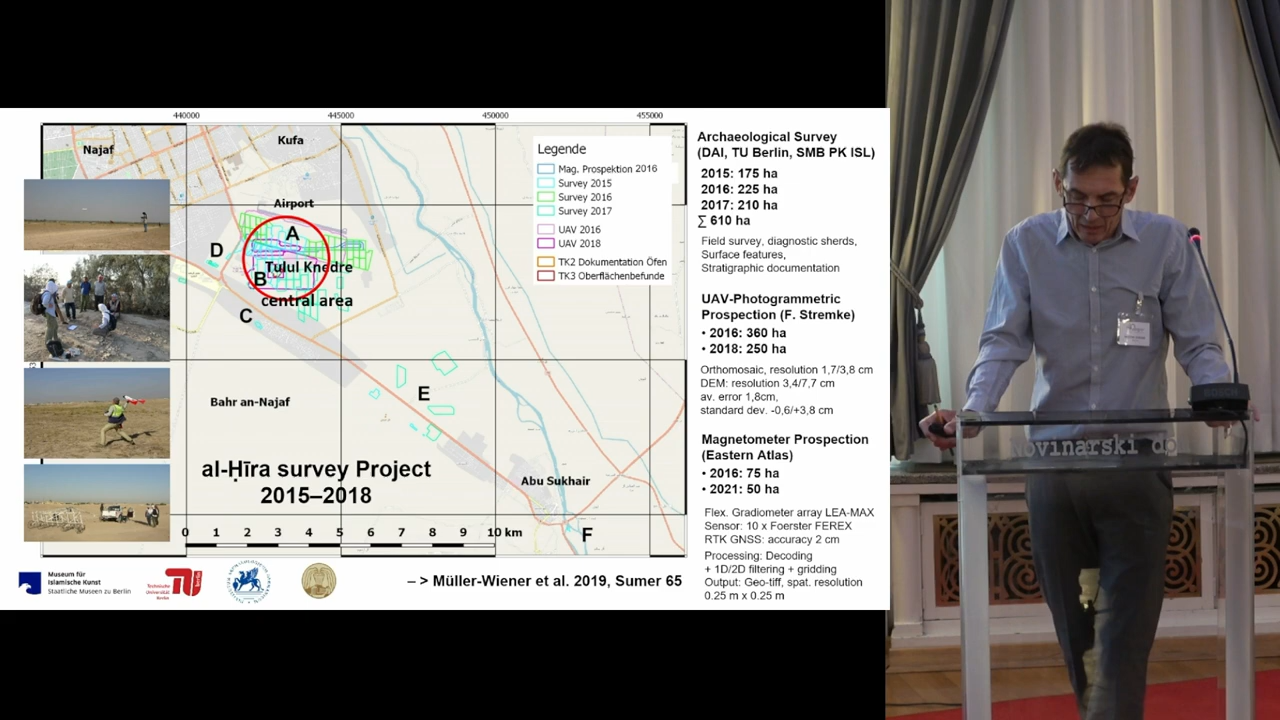 440000
445000
450000
455000
Najaf
Kufa
Airport
A
D
Tulul Knedre
B
central area
C
E
Bahr an-Najaf
Abu Sukhair
F
al-Ḥīra survey Project
2015–2018
0 1 2 3 4 5 6 7 8 9 10 km
Legende
Mag. Prospektion 2016
Survey 2015
Survey 2016
Survey 2017
UAV 2016
UAV 2018
TK2 Dokumentation Öfen
TK3 Oberflächenbefunde
Museum für
Islamische Kunst
Staatliche Museen zu Berlin
Technische
Universität
Berlin
– > Müller-Wiener et al. 2019, Sumer 65
Archaeological Survey
(DAI, TU Berlin, SMB PK ISL)
2015: 175 ha
2016: 225 ha
2017: 210 ha
∑ 610 ha
Field survey, diagnostic sherds,
Surface features,
Stratigraphic documentation
UAV-Photogrammetric
Prospection (F. Stremke)
• 2016: 360 ha
• 2018: 250 ha
Orthomosaic, resolution 1,7/3,8 cm
DEM: resolution 3,4/7,7 cm
av. error 1,8cm,
standard dev. -0,6/+3,8 cm
Magnetometer Prospection
(Eastern Atlas)
• 2016: 75 ha
• 2021: 50 ha
Flex. Gradiometer array LEA-MAX
Sensor: 10 x Foerster FEREX
RTK GNSS: accuracy 2 cm
Processing: Decoding
+ 1D/2D filtering + gridding
Output: Geo-tiff, spat. resolution
0.25 m x 0.25 m
Novinarski do